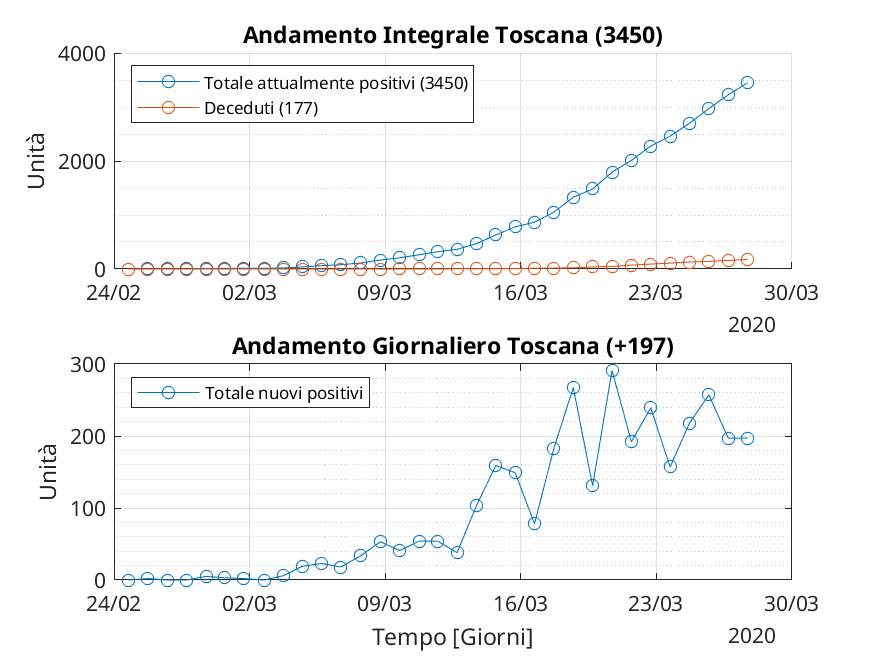 Andamento Integrale Toscana (3450)
4000
2000
0
Unità
Totale attualmente positivi (3450)
Deceduti (177)
24/02 02/03 09/03 16/03 23/03 30/03
2020
Andamento Giornaliero Toscana (+197)
300
200
100
0
Unità
Totale nuovi positivi
24/02 02/03 09/03 16/03 23/03 30/03
Tempo [Giorni]
2020